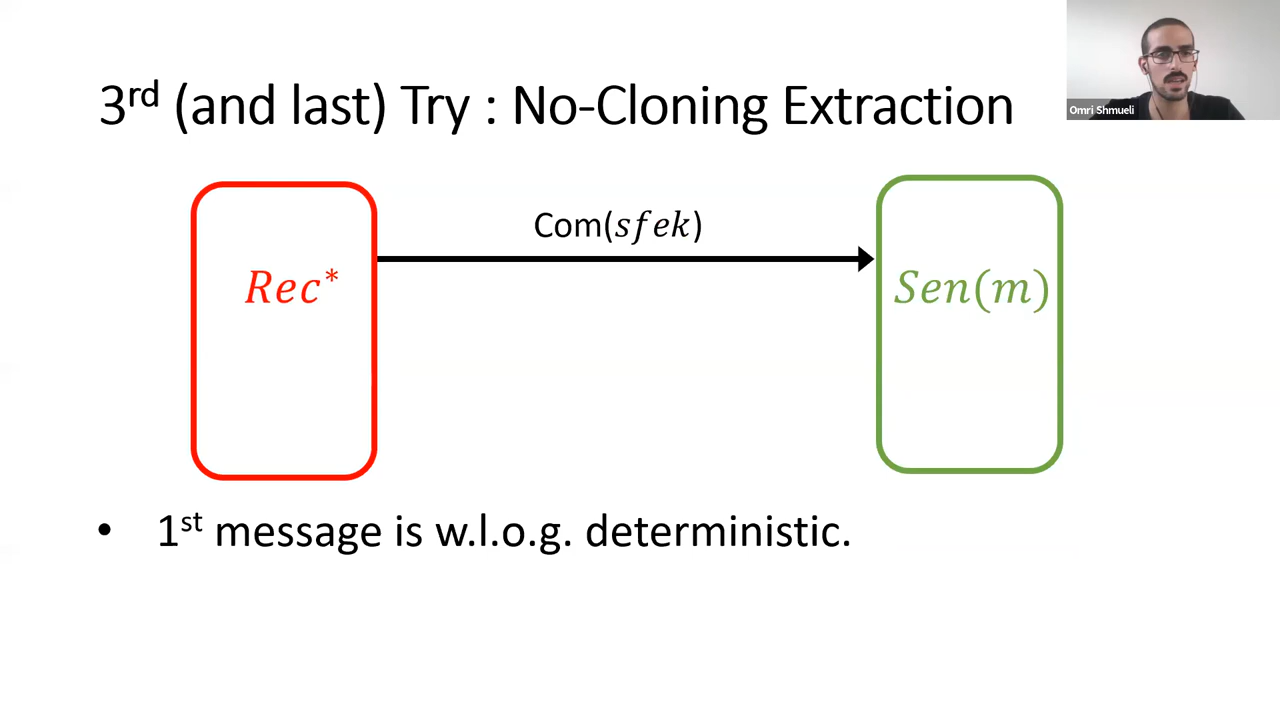 3rd (and last) Try : No-Cloning Extraction
Omri Shmueli
Com(sfek)
Rec*
Sen(m)
• 1st message is w.l.o.g. deterministic.